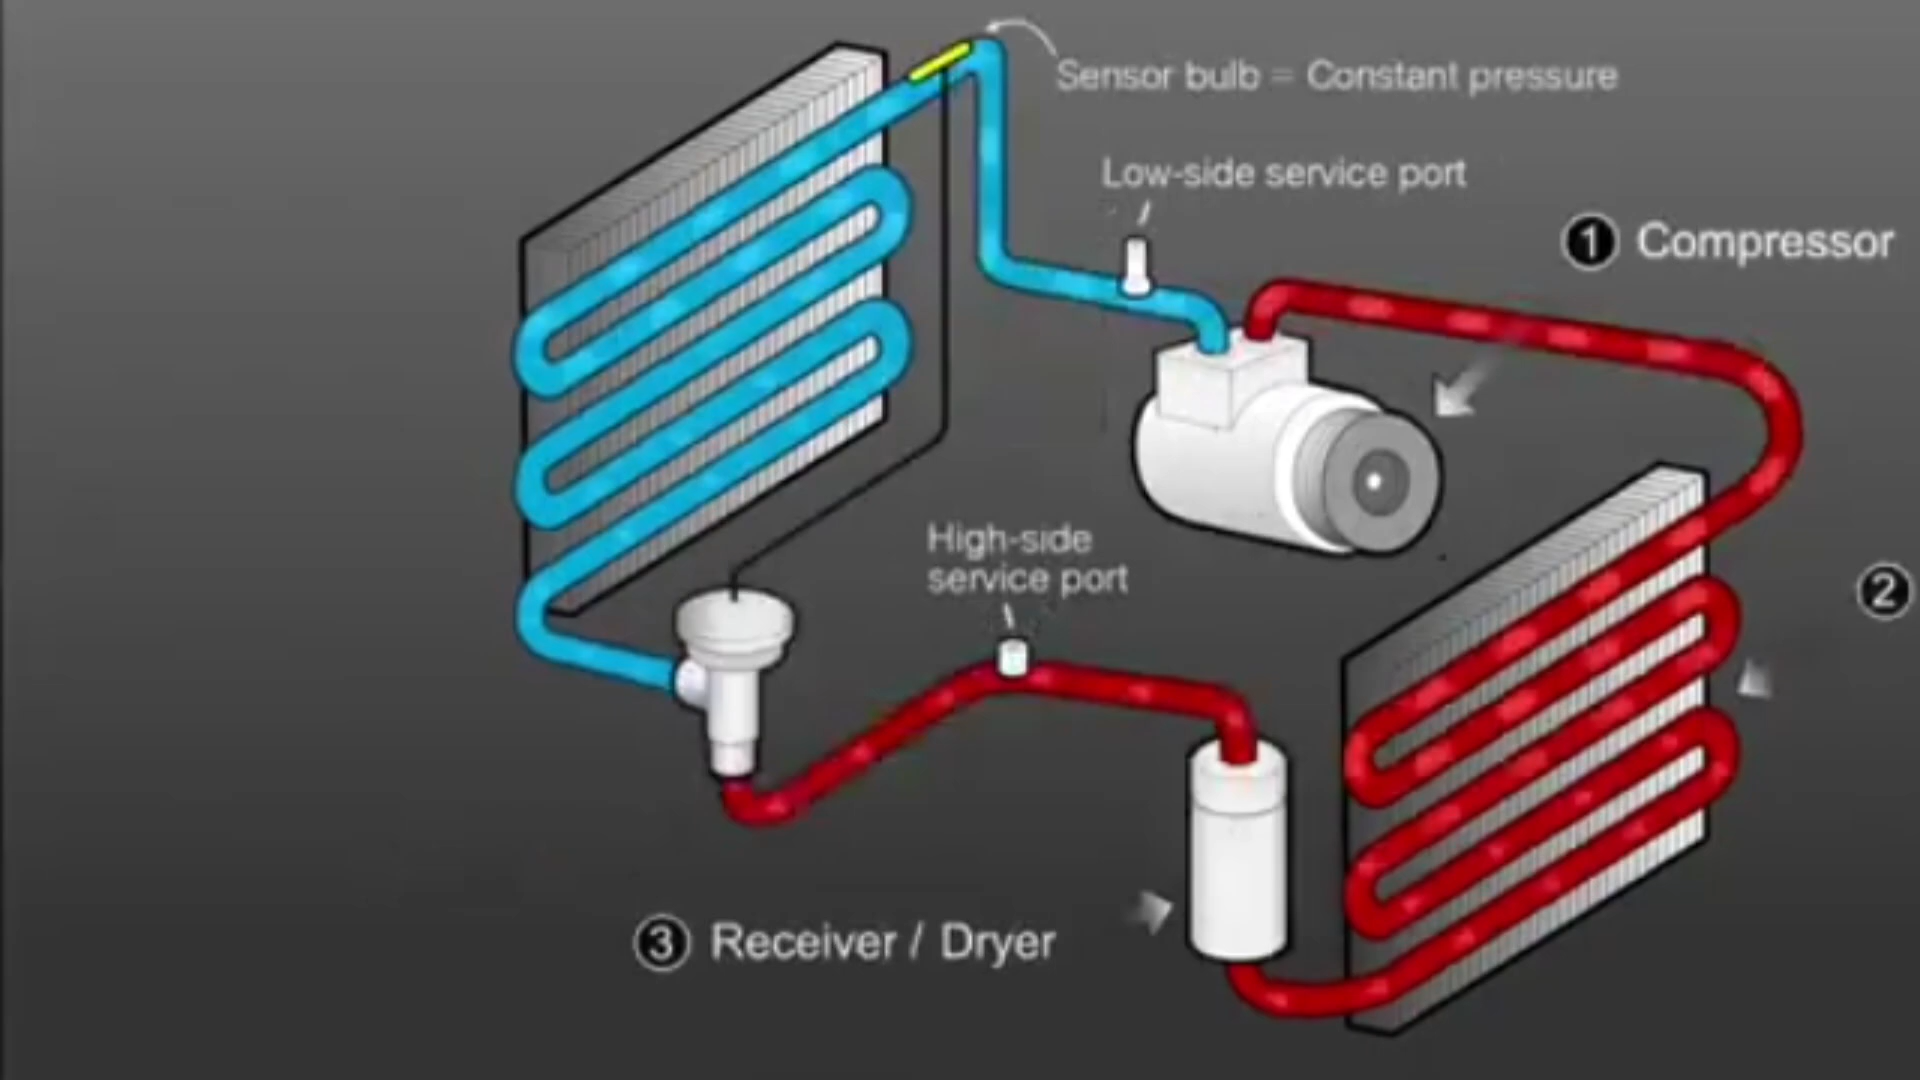 Sensor bulb = Constant pressure
Low-side service port
1 Compressor
High-side
service port
2
3 Receiver / Dryer